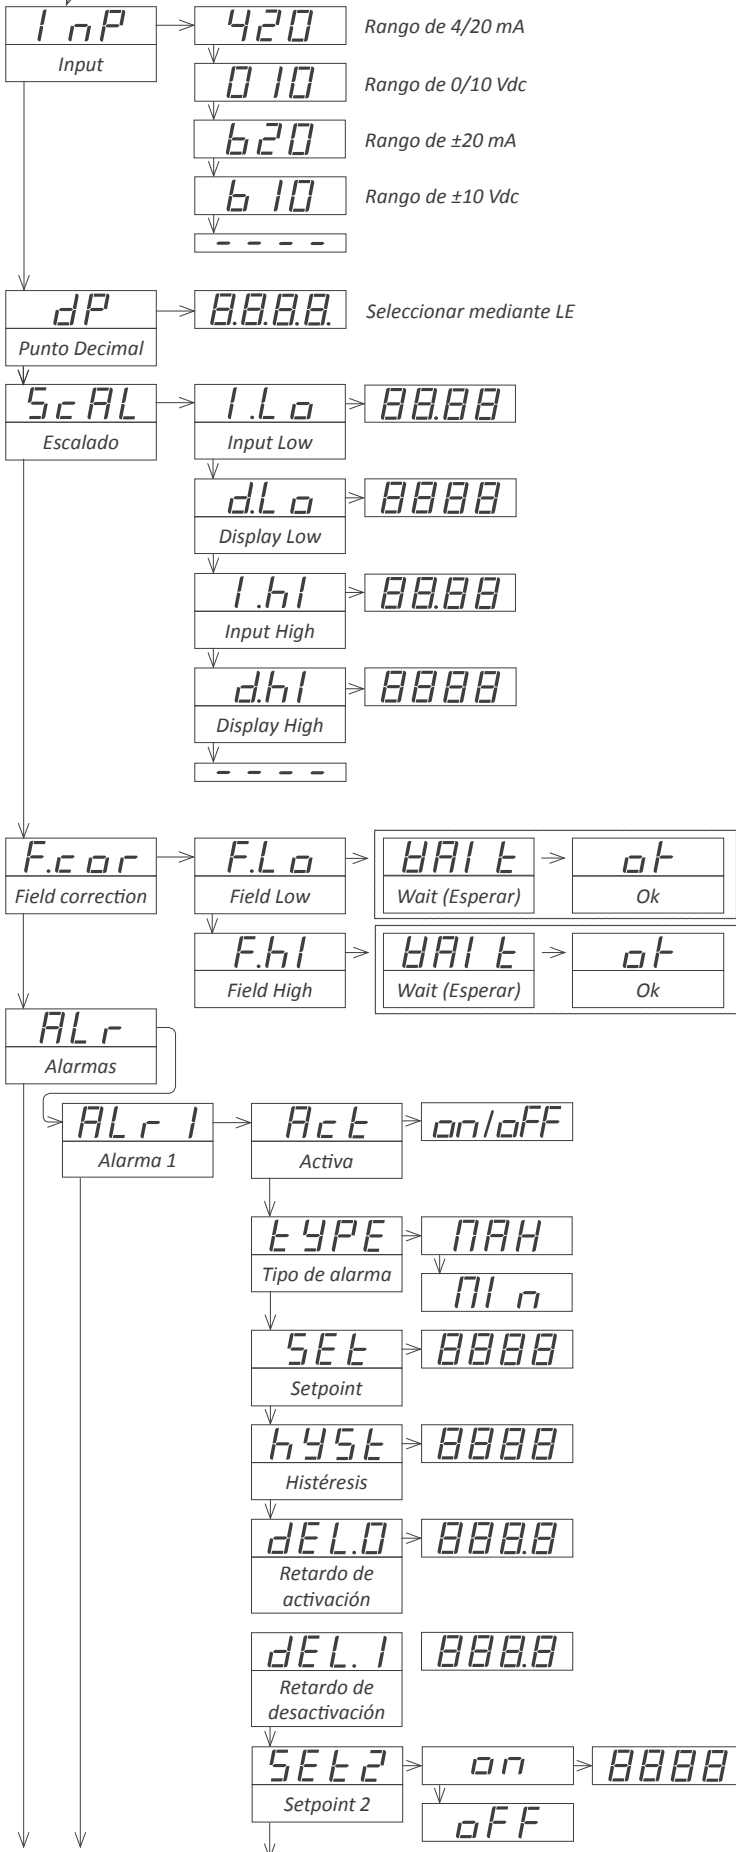 InP 420 Rango de 4/20 mA
Input
010 Rango de 0/10 Vdc
b20 Rango de ±20 mA
b10 Rango de ±10 Vdc
----
dP 8.8.8.8. Seleccionar mediante LE
Punto Decimal
ScAL I.Lo 88.88
Escalado Input Low
d.Lo 8888
Display Low
I.hI 88.88
Input High
d.hI 8888
Display High
----
F.cor F.Lo WAIt ok
Field correction Field Low Wait (Esperar) Ok
F.hI WAIt ok
Field High Wait (Esperar) Ok
ALr
Alarmas
ALr1 Act on/oFF
Alarma 1 Activa
tYPE MAX
Tipo de alarma
MIn
SEt 8888
Setpoint
hYSt 8888
Histéresis
dEL.0 888.8
Retardo de
activación
dEL.1 888.8
Retardo de
desactivación
SEt2 on 8888
Setpoint 2
oFF